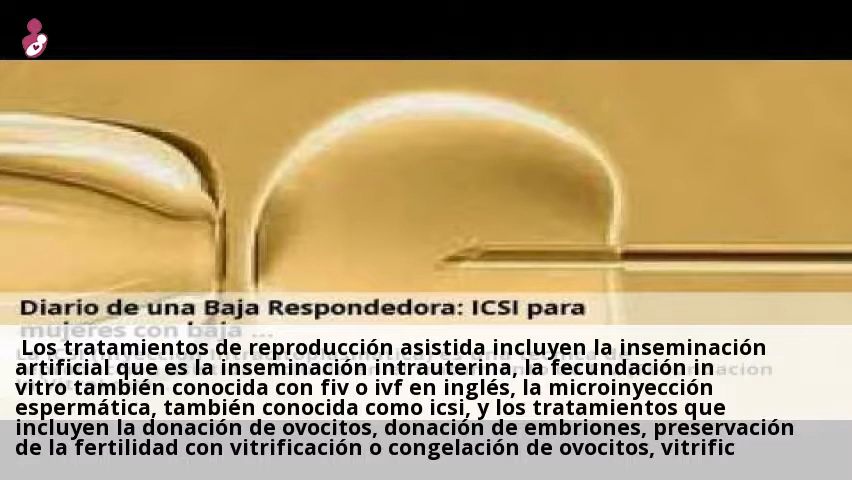 Diario de una Baja Respondedora: ICSI para
mujeres con baja ...
Los tratamientos de reproducción asistida incluyen la inseminación
artificial que es la inseminación intrauterina, la fecundación in
vitro también conocida con fiv o ivf en inglés, la microinyección
espermática, también conocida como icsi, y los tratamientos que
incluyen la donación de ovocitos, donación de embriones, preservación
de la fertilidad con vitrificación o congelación de ovocitos, vitrific